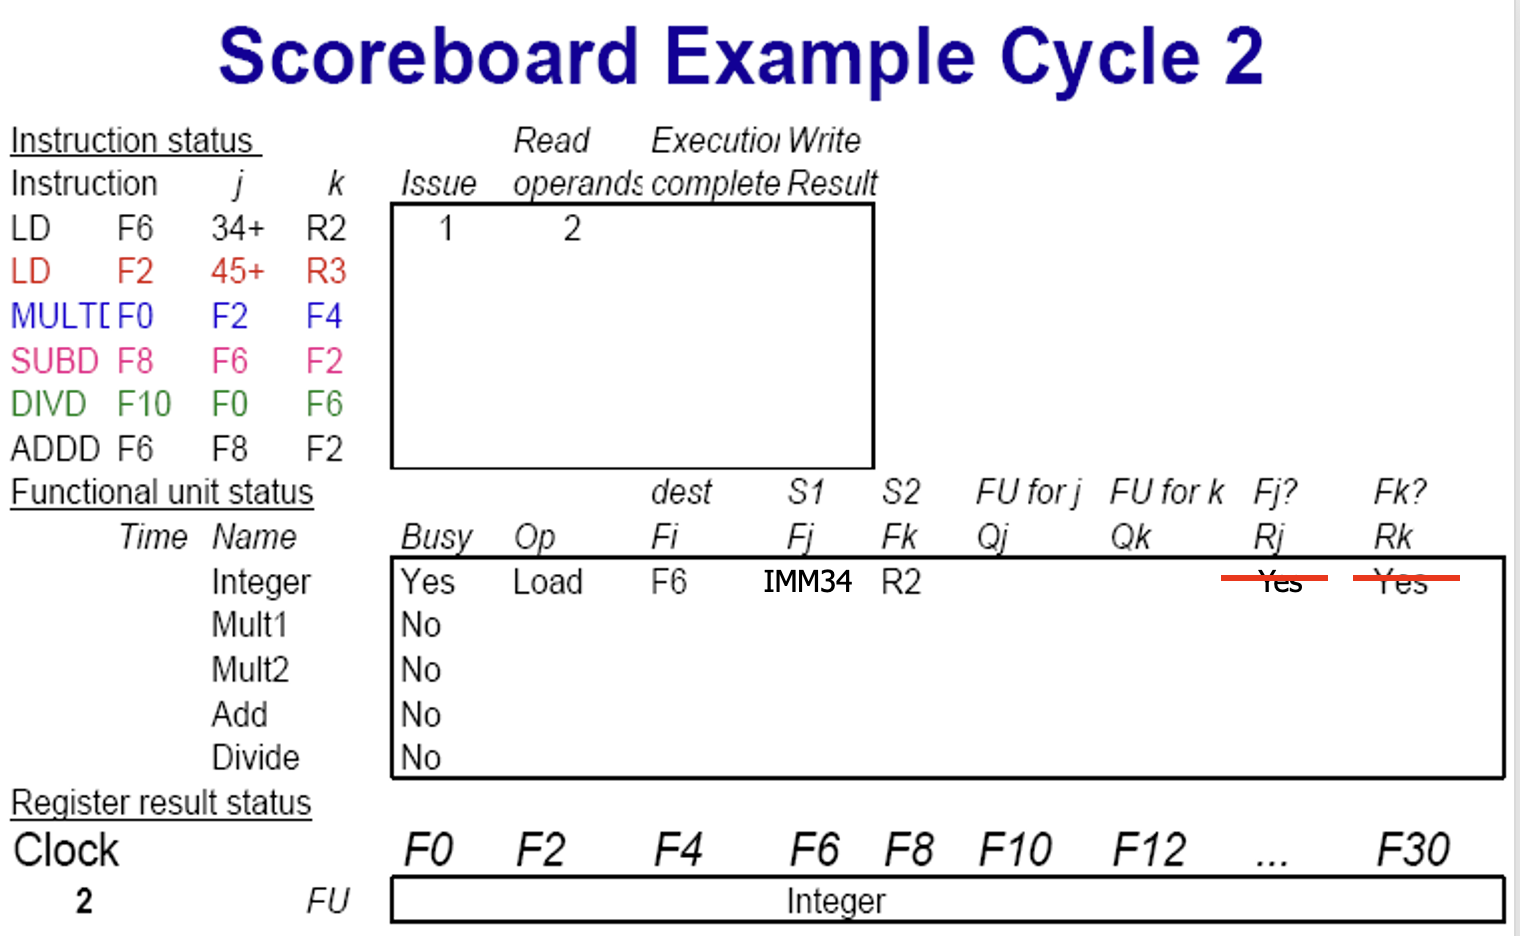 Scoreboard Example Cycle 2
Instruction status Read Execution Write
Instruction j k Issue operands complete Result
LD F6 34+ R2 1 2
LD F2 45+ R3
MULTD F0 F2 F4
SUBD F8 F6 F2
DIVD F10 F0 F6
ADDD F6 F8 F2
Functional unit status dest S1 S2 FU for j FU for k Fj? Fk?
Time Name Busy Op Fi Fj Fk Qj Qk Rj Rk
Integer Yes Load F6 IMM34 R2 Yes Yes
Mult1 No
Mult2 No
Add No
Divide No
Register result status
Clock F0 F2 F4 F6 F8 F10 F12 ... F30
2 FU Integer